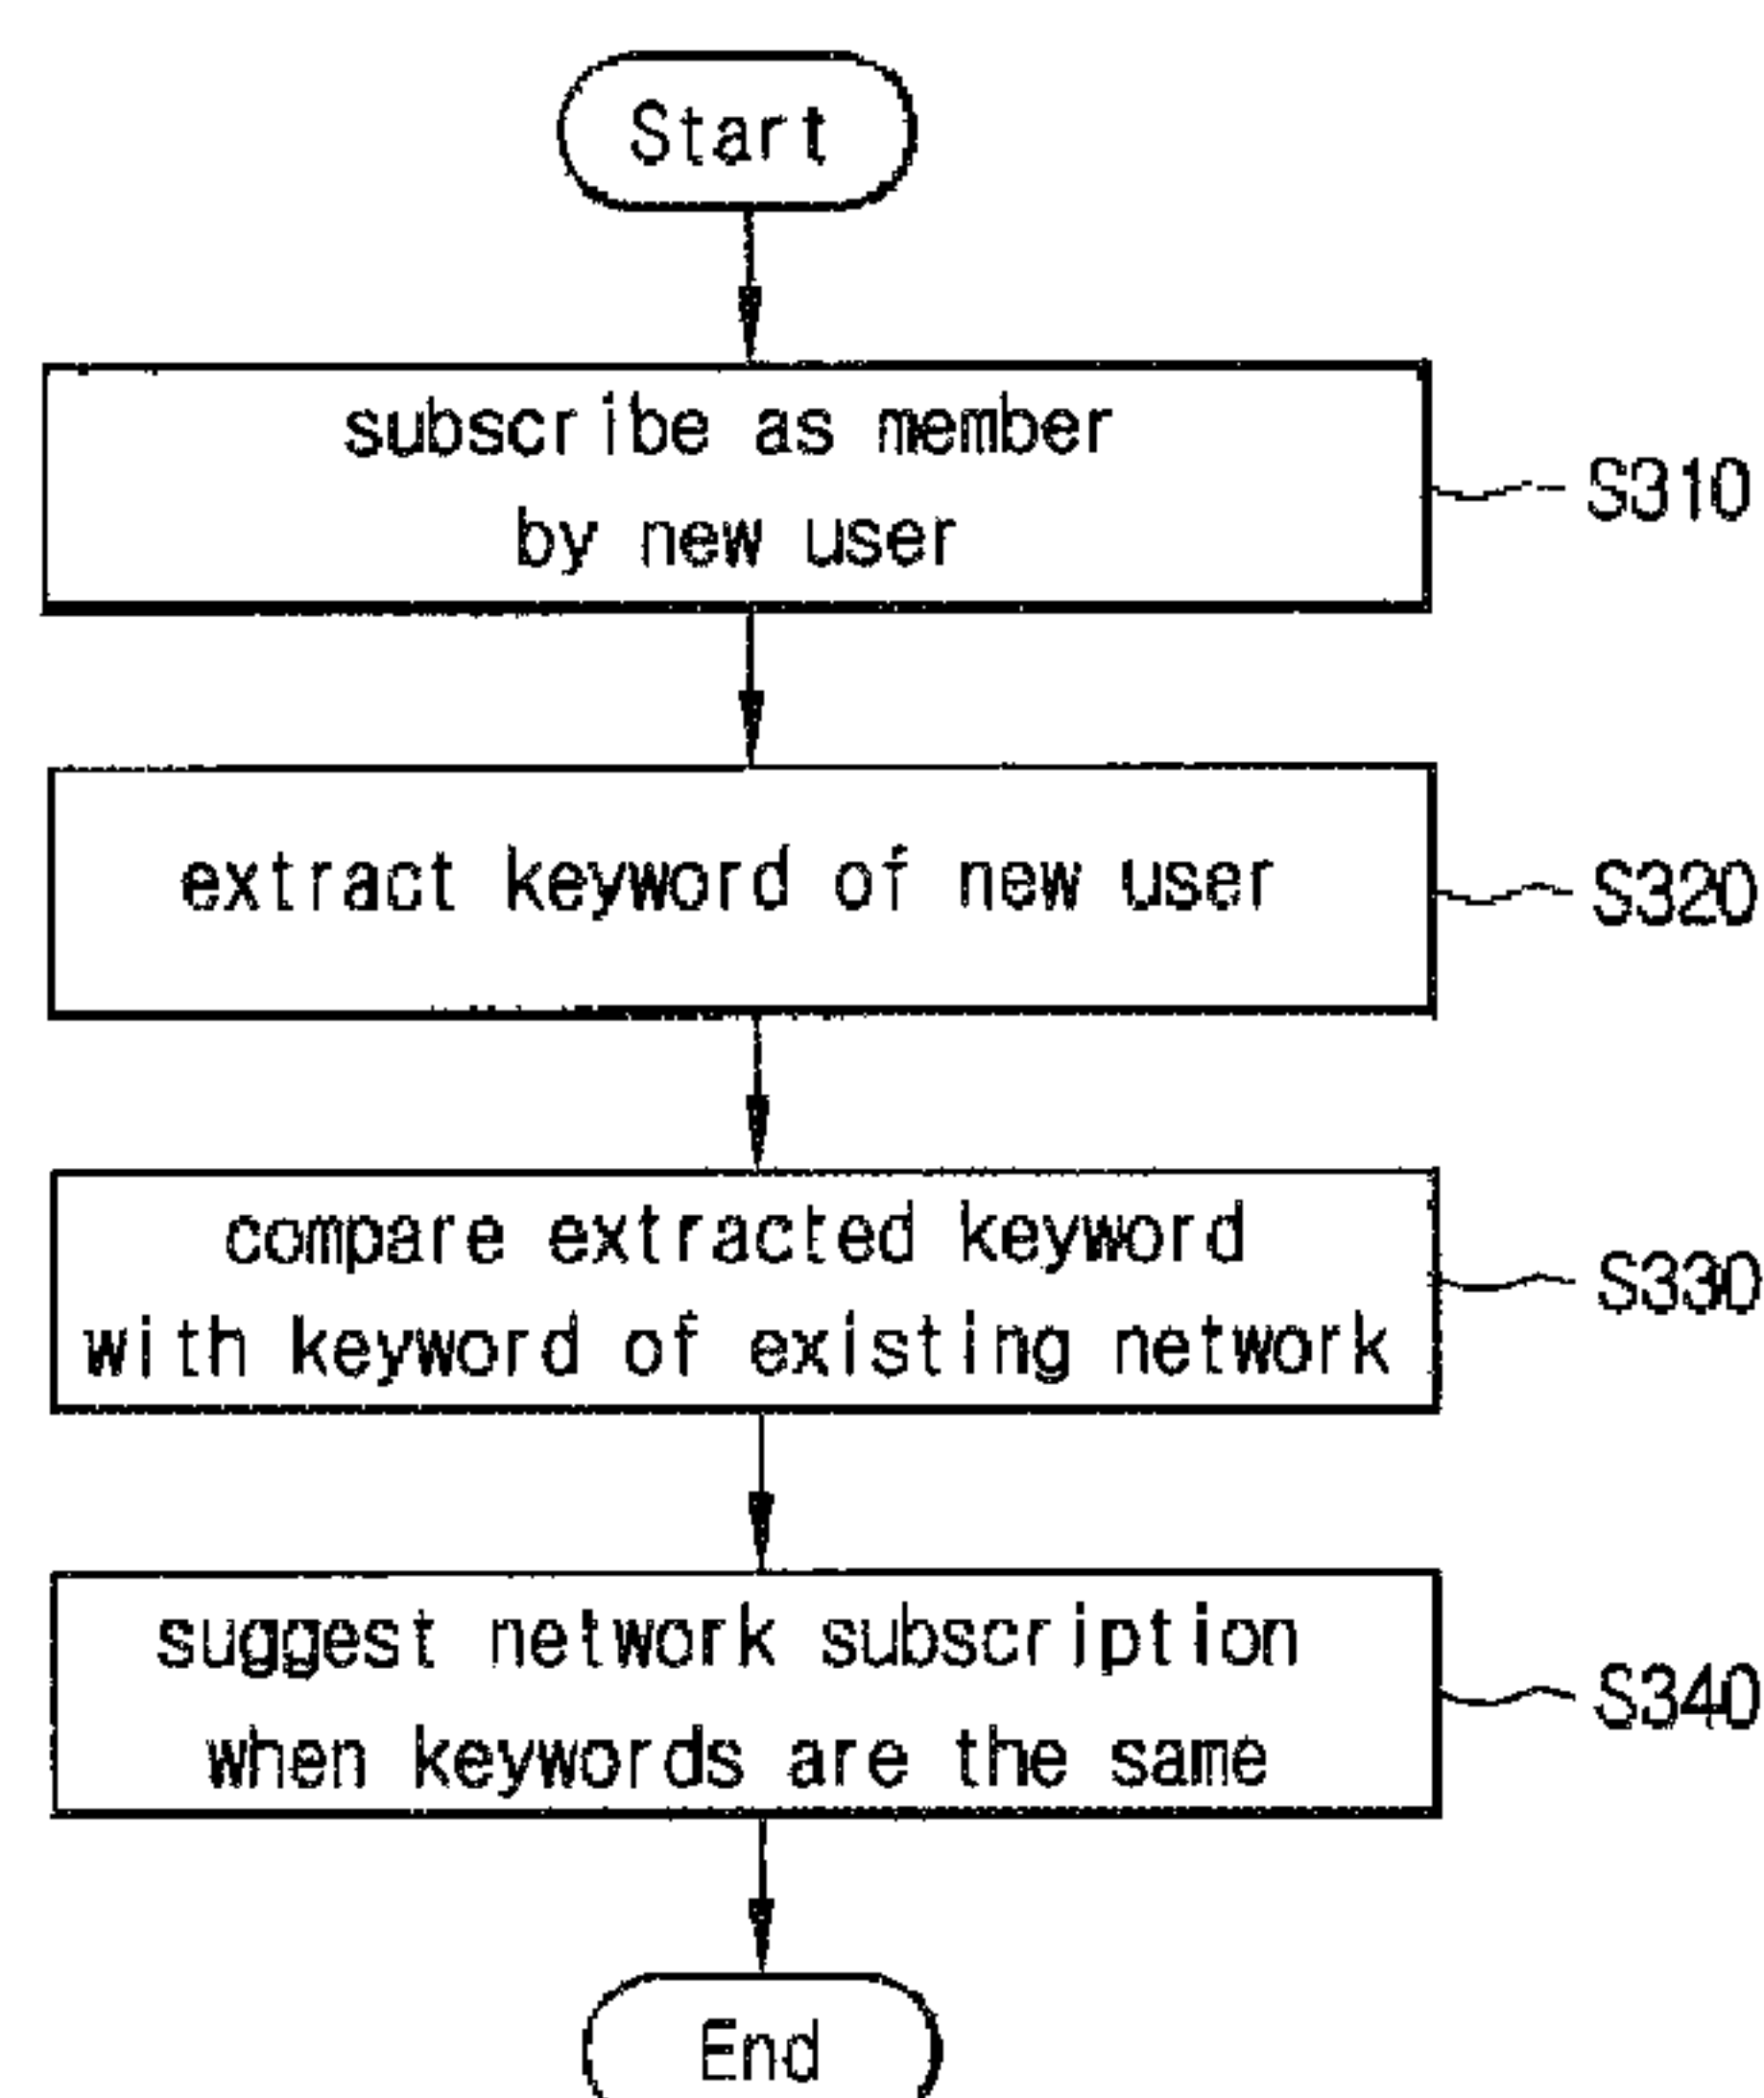 Start
subscribe as member
by new user
S310
extract keyword of new user
S320
compare extracted keyword
with keyword of existing network
S330
suggest network subscription
when keywords are the same
S340
End